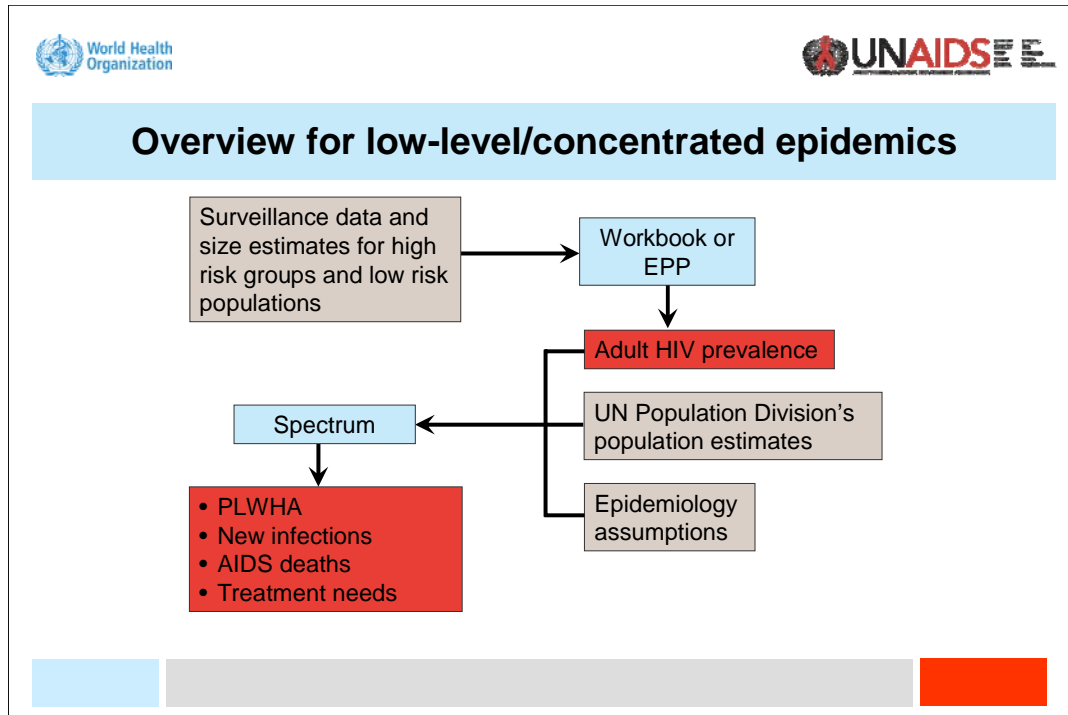 World Health
Organization
UNAIDS
Overview for low-level/concentrated epidemics
Surveillance data and
size estimates for high
risk groups and low risk
populations
Workbook or
EPP
Adult HIV prevalence
UN Population Division’s
population estimates
Spectrum
Epidemiology
assumptions
• PLWHA
• New infections
• AIDS deaths
• Treatment needs